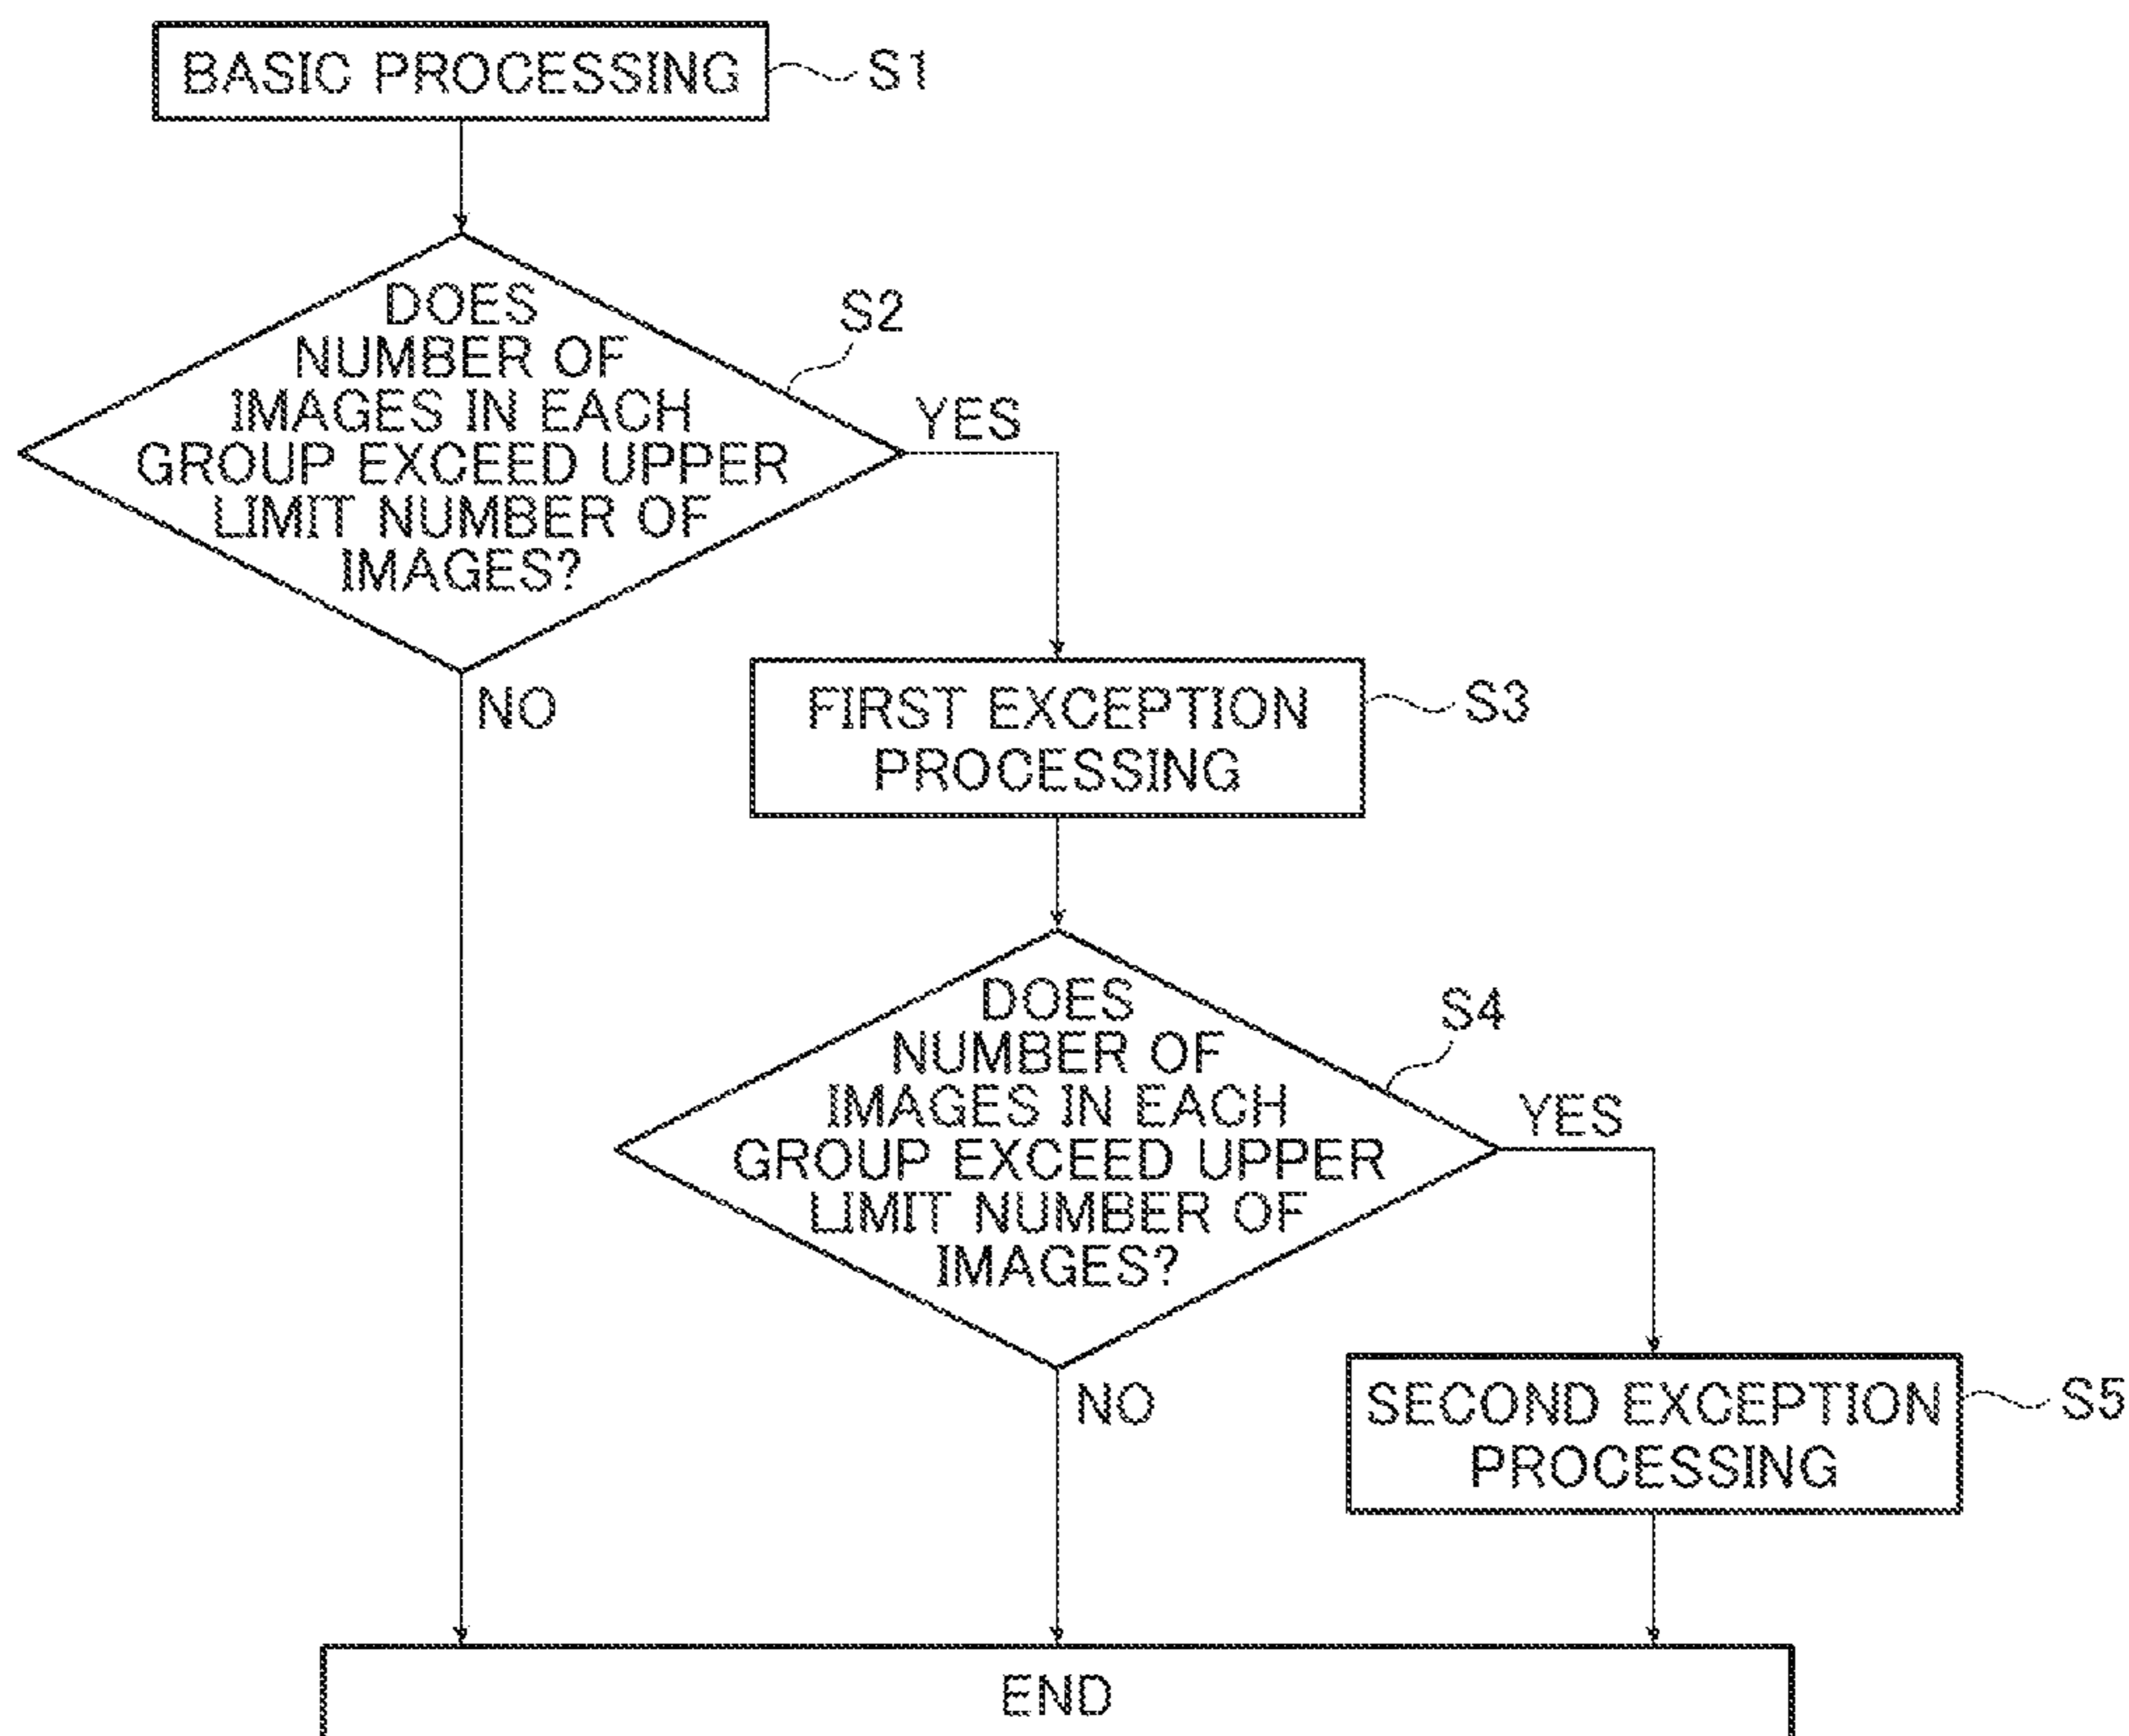 BASIC PROCESSING
S1
DOES
NUMBER OF
IMAGES IN EACH
GROUP EXCEED UPPER
LIMIT NUMBER OF
IMAGES?
S2
YES
NO
FIRST EXCEPTION
PROCESSING
S3
DOES
NUMBER OF
IMAGES IN EACH
GROUP EXCEED UPPER
LIMIT NUMBER OF
IMAGES?
S4
YES
NO
SECOND EXCEPTION
PROCESSING
S5
END